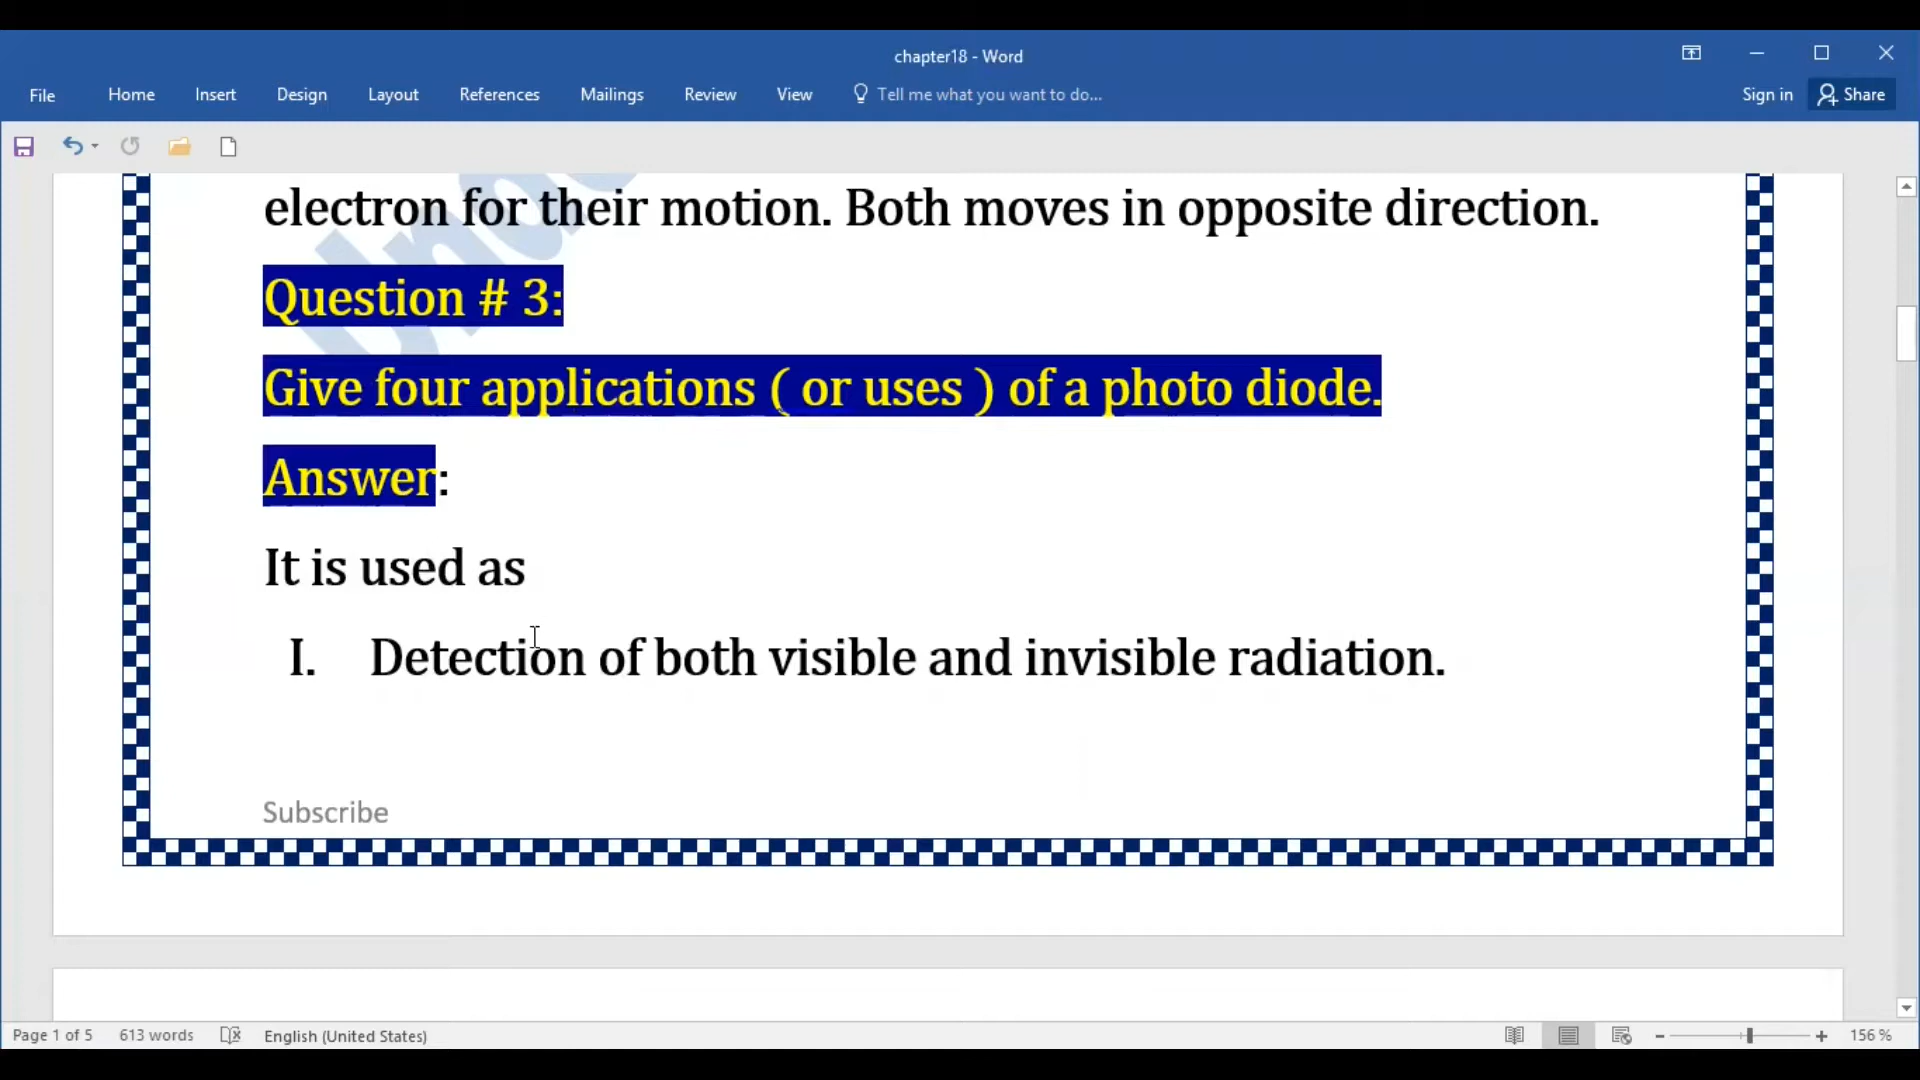 chapter18 - Word
File Home Insert Design Layout References Mailings Review View Tell me what you want to do... Sign in Share
electron for their motion. Both moves in opposite direction.
Question # 3:
Give four applications ( or uses ) of a photo diode.
Answer:
It is used as
I. Detection of both visible and invisible radiation.
Subscribe
Page 1 of 5 613 words English (United States) 156 %